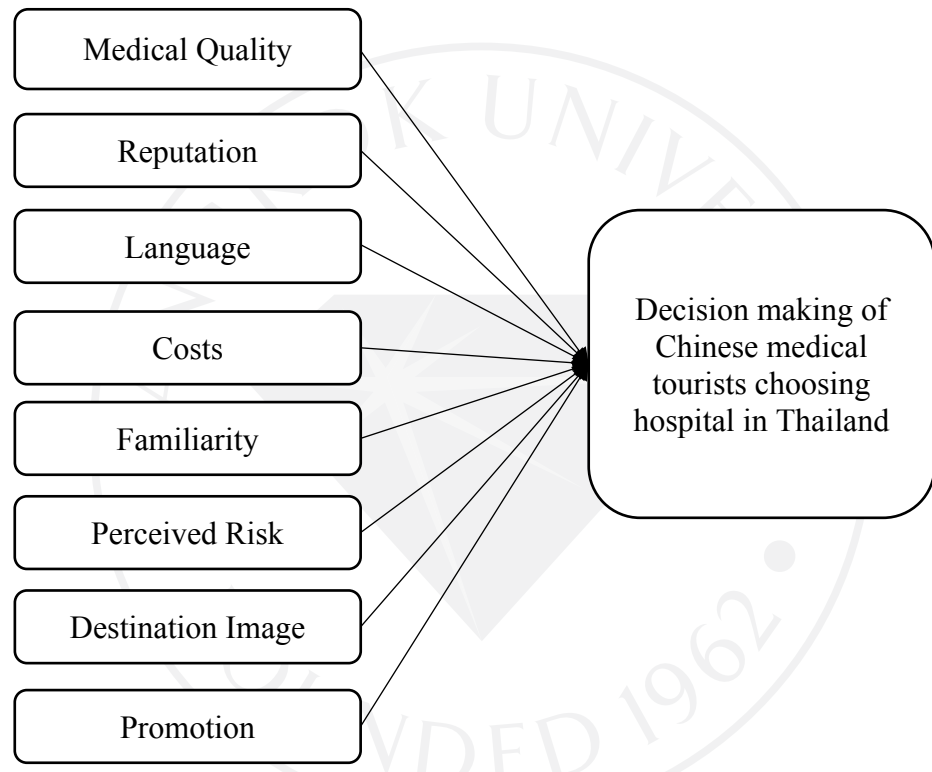 Medical Quality
Reputation
Language
Costs
Familiarity
Perceived Risk
Destination Image
Promotion
Decision making of
Chinese medical
tourists choosing
hospital in Thailand
1962